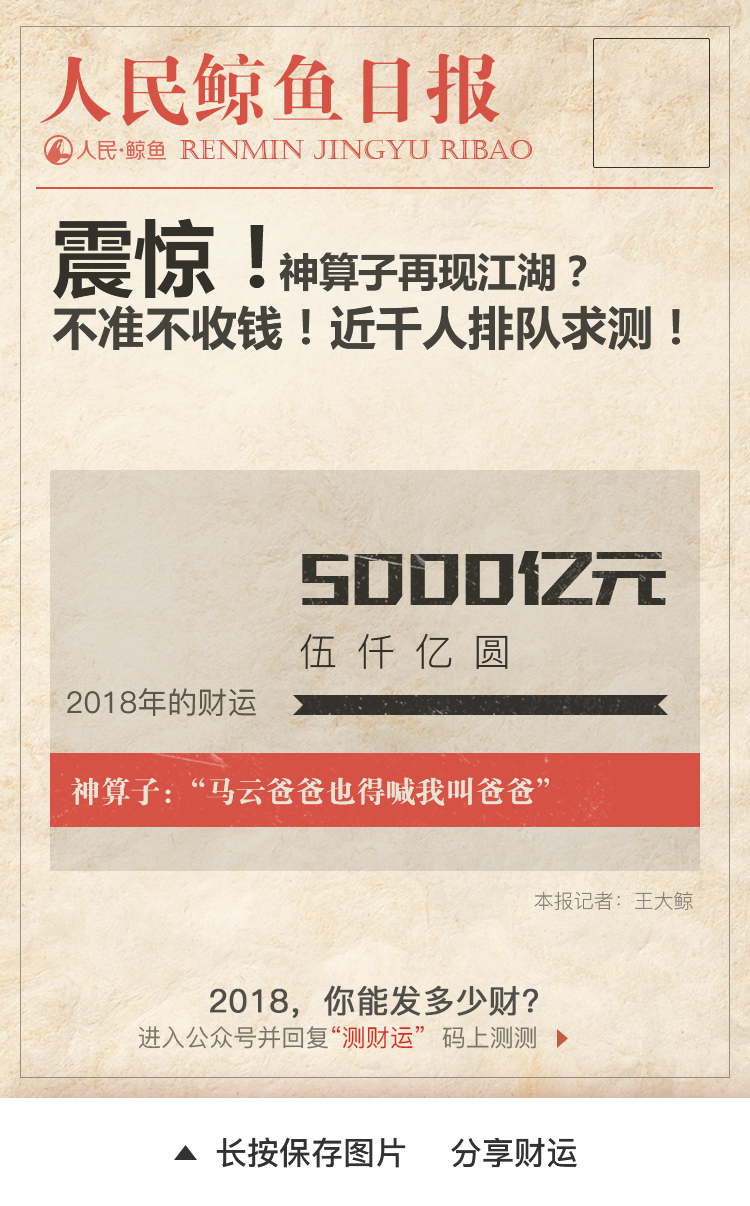 人民鲸鱼日报
人民·鲸鱼 RENMIN JINGYU RIBAO
震惊！神算子再现江湖？
不准不收钱！近千人排队求测！
5000亿元
伍仟亿圆
2018年的财运
神算子：“马云爸爸也得喊我叫爸爸”
本报记者：王大鲸
2018，你能发多少财？
进入公众号并回复“测财运” 码上测测
长按保存图片 分享财运